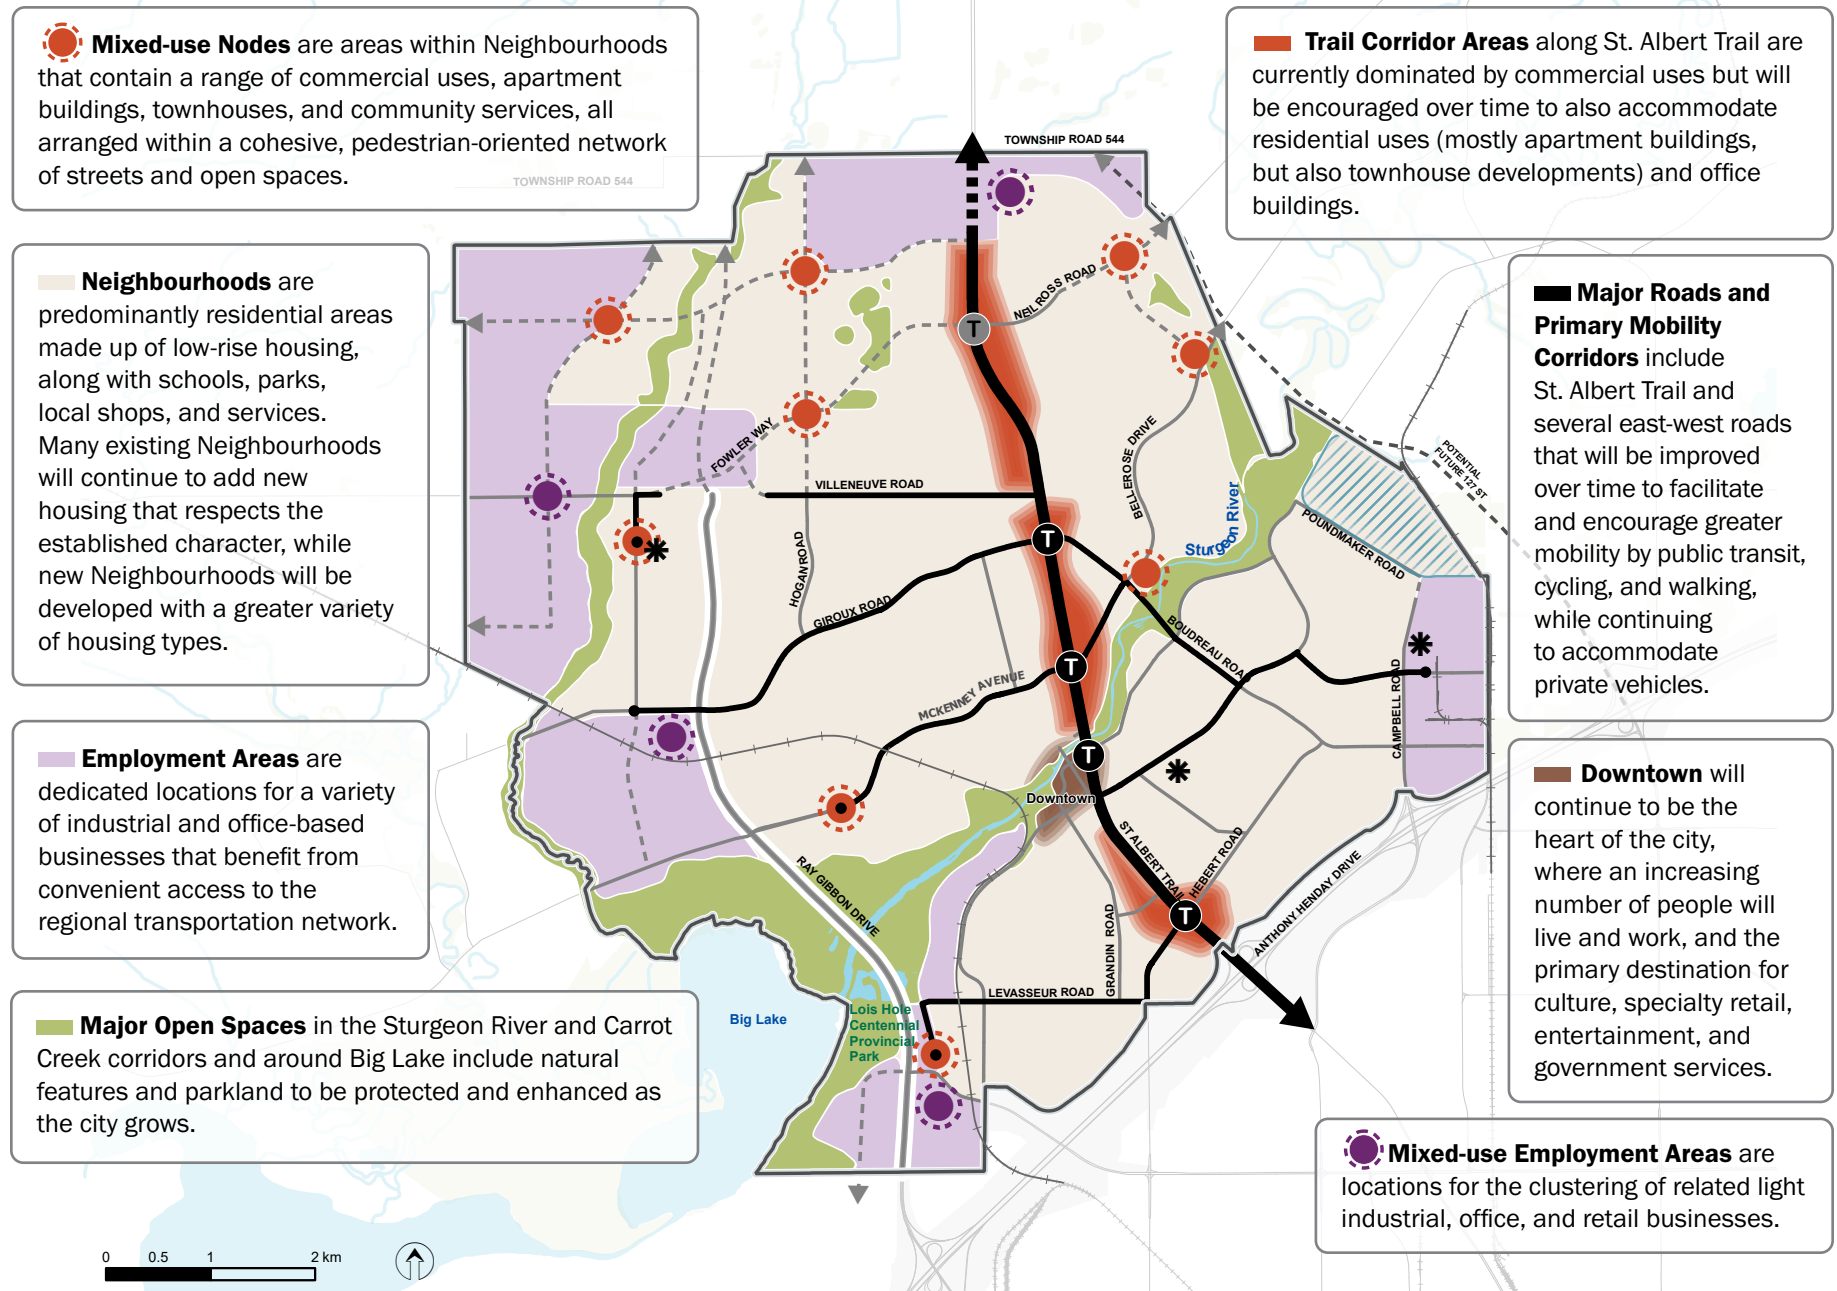 Mixed-use Nodes are areas within Neighbourhoods
that contain a range of commercial uses, apartment
buildings, townhouses, and community services, all
arranged within a cohesive, pedestrian-oriented network
of streets and open spaces.
Trail Corridor Areas along St. Albert Trail are
currently dominated by commercial uses but will
be encouraged over time to also accommodate
residential uses (mostly apartment buildings,
but also townhouse developments) and office
buildings.
Neighbourhoods are
predominantly residential areas
made up of low-rise housing,
along with schools, parks,
local shops, and services.
Many existing Neighbourhoods
will continue to add new
housing that respects the
established character, while
new Neighbourhoods will be
developed with a greater variety
of housing types.
Major Roads and
Primary Mobility
Corridors include
St. Albert Trail and
several east-west roads
that will be improved
over time to facilitate
and encourage greater
mobility by public transit,
cycling, and walking,
while continuing
to accommodate
private vehicles.
Employment Areas are
dedicated locations for a variety
of industrial and office-based
businesses that benefit from
convenient access to the
regional transportation network.
Downtown will
continue to be the
heart of the city,
where an increasing
number of people will
live and work, and the
primary destination for
culture, specialty retail,
entertainment, and
government services.
Major Open Spaces in the Sturgeon River and Carrot
Creek corridors and around Big Lake include natural
features and parkland to be protected and enhanced as
the city grows.
Mixed-use Employment Areas are
locations for the clustering of related light
industrial, office, and retail businesses.
TOWNSHIP ROAD 544
TOWNSHIP ROAD 544
NEIL ROSS ROAD
T
FOWLER WAY
VILLENEUVE ROAD
BELLEROSE DRIVE
Sturgeon River
POTENTIAL
FUTURE 127 ST
POUNDMAKER ROAD
T
HOGAN ROAD
GIROUX ROAD
BOUDREAU ROA
T
MCKENNEY AVENUE
CAMPBELL ROAD
T
Downtown
ST ALBERT TRAIL
HEBERT ROAD
T
RAY GIBBON DRIVE
GRANDIN ROAD
ANTHONY HENDAY DRIVE
LEVASSEUR ROAD
Big Lake
Lois Hole
Centennial
Provincial
Park
0 0.5 1 2 km